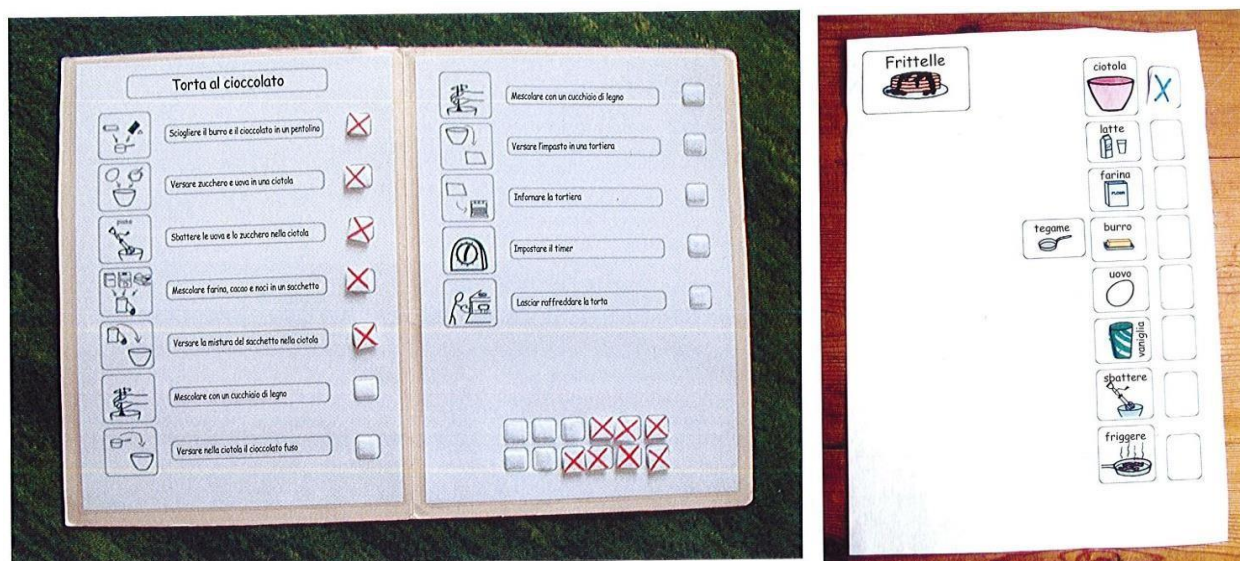 Torta al cioccolato
Sciogliere il burro e il cioccolato in un pentolino
Versare zucchero e uova in una ciotola
Sbattere le uova e lo zucchero nella ciotola
Mescolare farina, cacao e noci in un sacchetto
Versare la mistura del sacchetto nella ciotola
Mescolare con un cucchiaio di legno
Versare nella ciotola il cioccolato fuso
Mescolare con un cucchiaio di legno
Versare l'impasto in una tortiera
Infornare la tortiera
Impostare il timer
Lasciar raffreddare la torta
Frittelle
ciotola
X
latte
farina
FLOUR
tegame
burro
uovo
vaniglia
sbattere
friggere